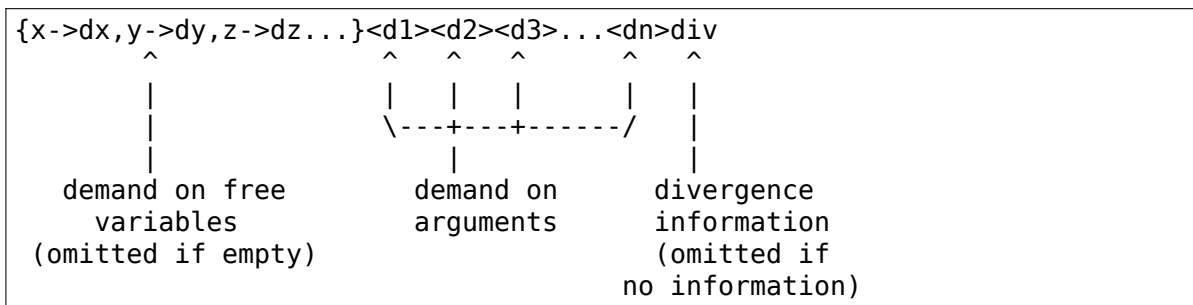 {x->dx,y->dy,z->dz...}<d1><d2><d3>...<dn>div
          ^                  ^    ^    ^        ^    ^
          |                  |    |    |        |    |
          |                  \---+---+------/    |
          |                       |                 |
   demand on free          demand on       divergence
     variables             arguments       information
 (omitted if empty)                         (omitted if
                                          no information)